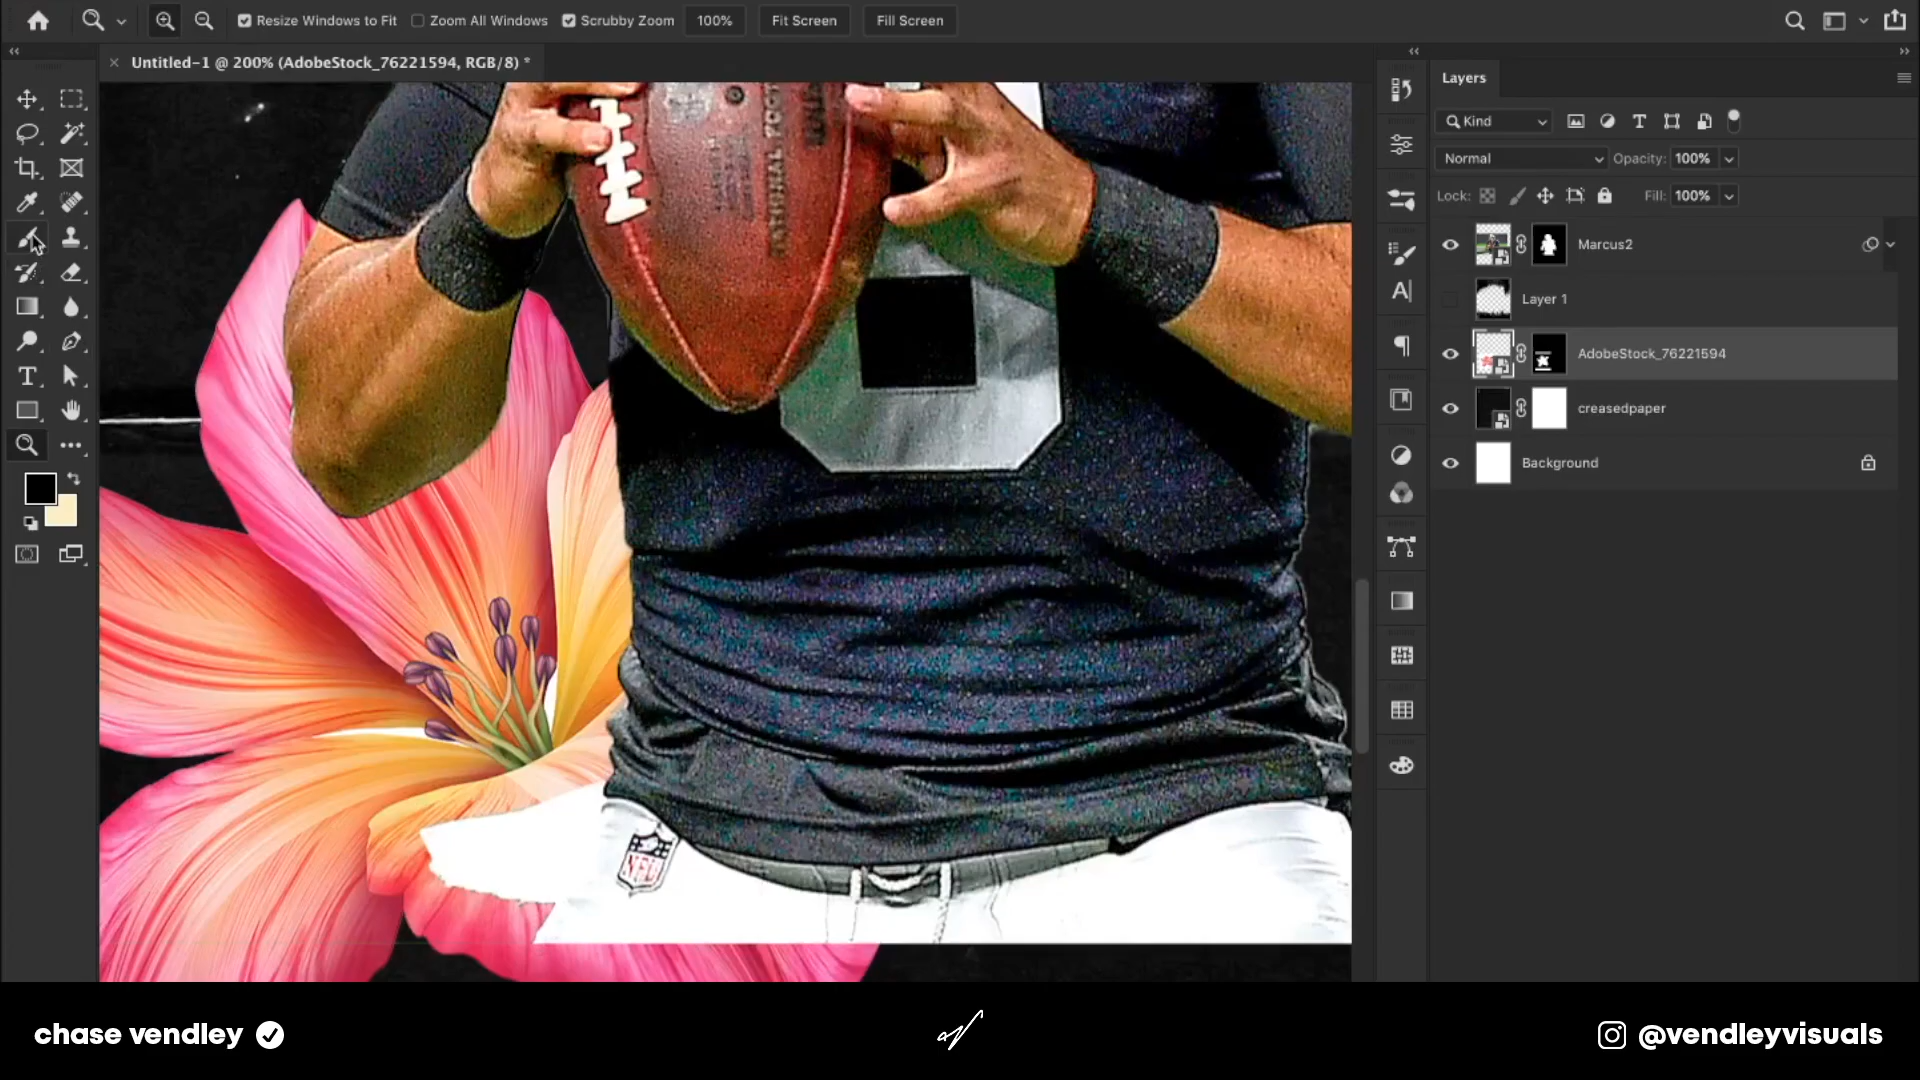 Resize Windows to Fit Zoom All Windows Scrubby Zoom 100% Fit Screen Fill Screen
Untitled-1 @ 200% (AdobeStock_76221594, RGB/8) *
Layers
Kind
Normal Opacity: 100%
Lock: Fill: 100%
Marcus2
Layer 1
AdobeStock_76221594
creasedpaper
Background
NFL
chase vendley
@vendleyvisuals